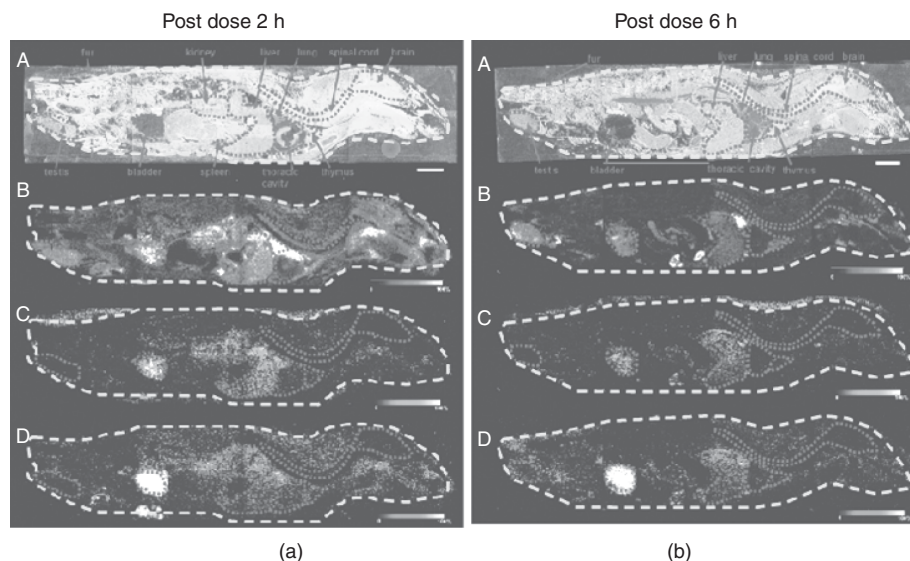 Post dose 2 h
A
fur kidney liver lung spinal cord brain
testis bladder spleen thoracic cavity thymus
B
C
D
(a)
Post dose 6 h
A
fur liver lung spinal cord brain
testis bladder thoracic cavity thymus
B
C
D
(b)